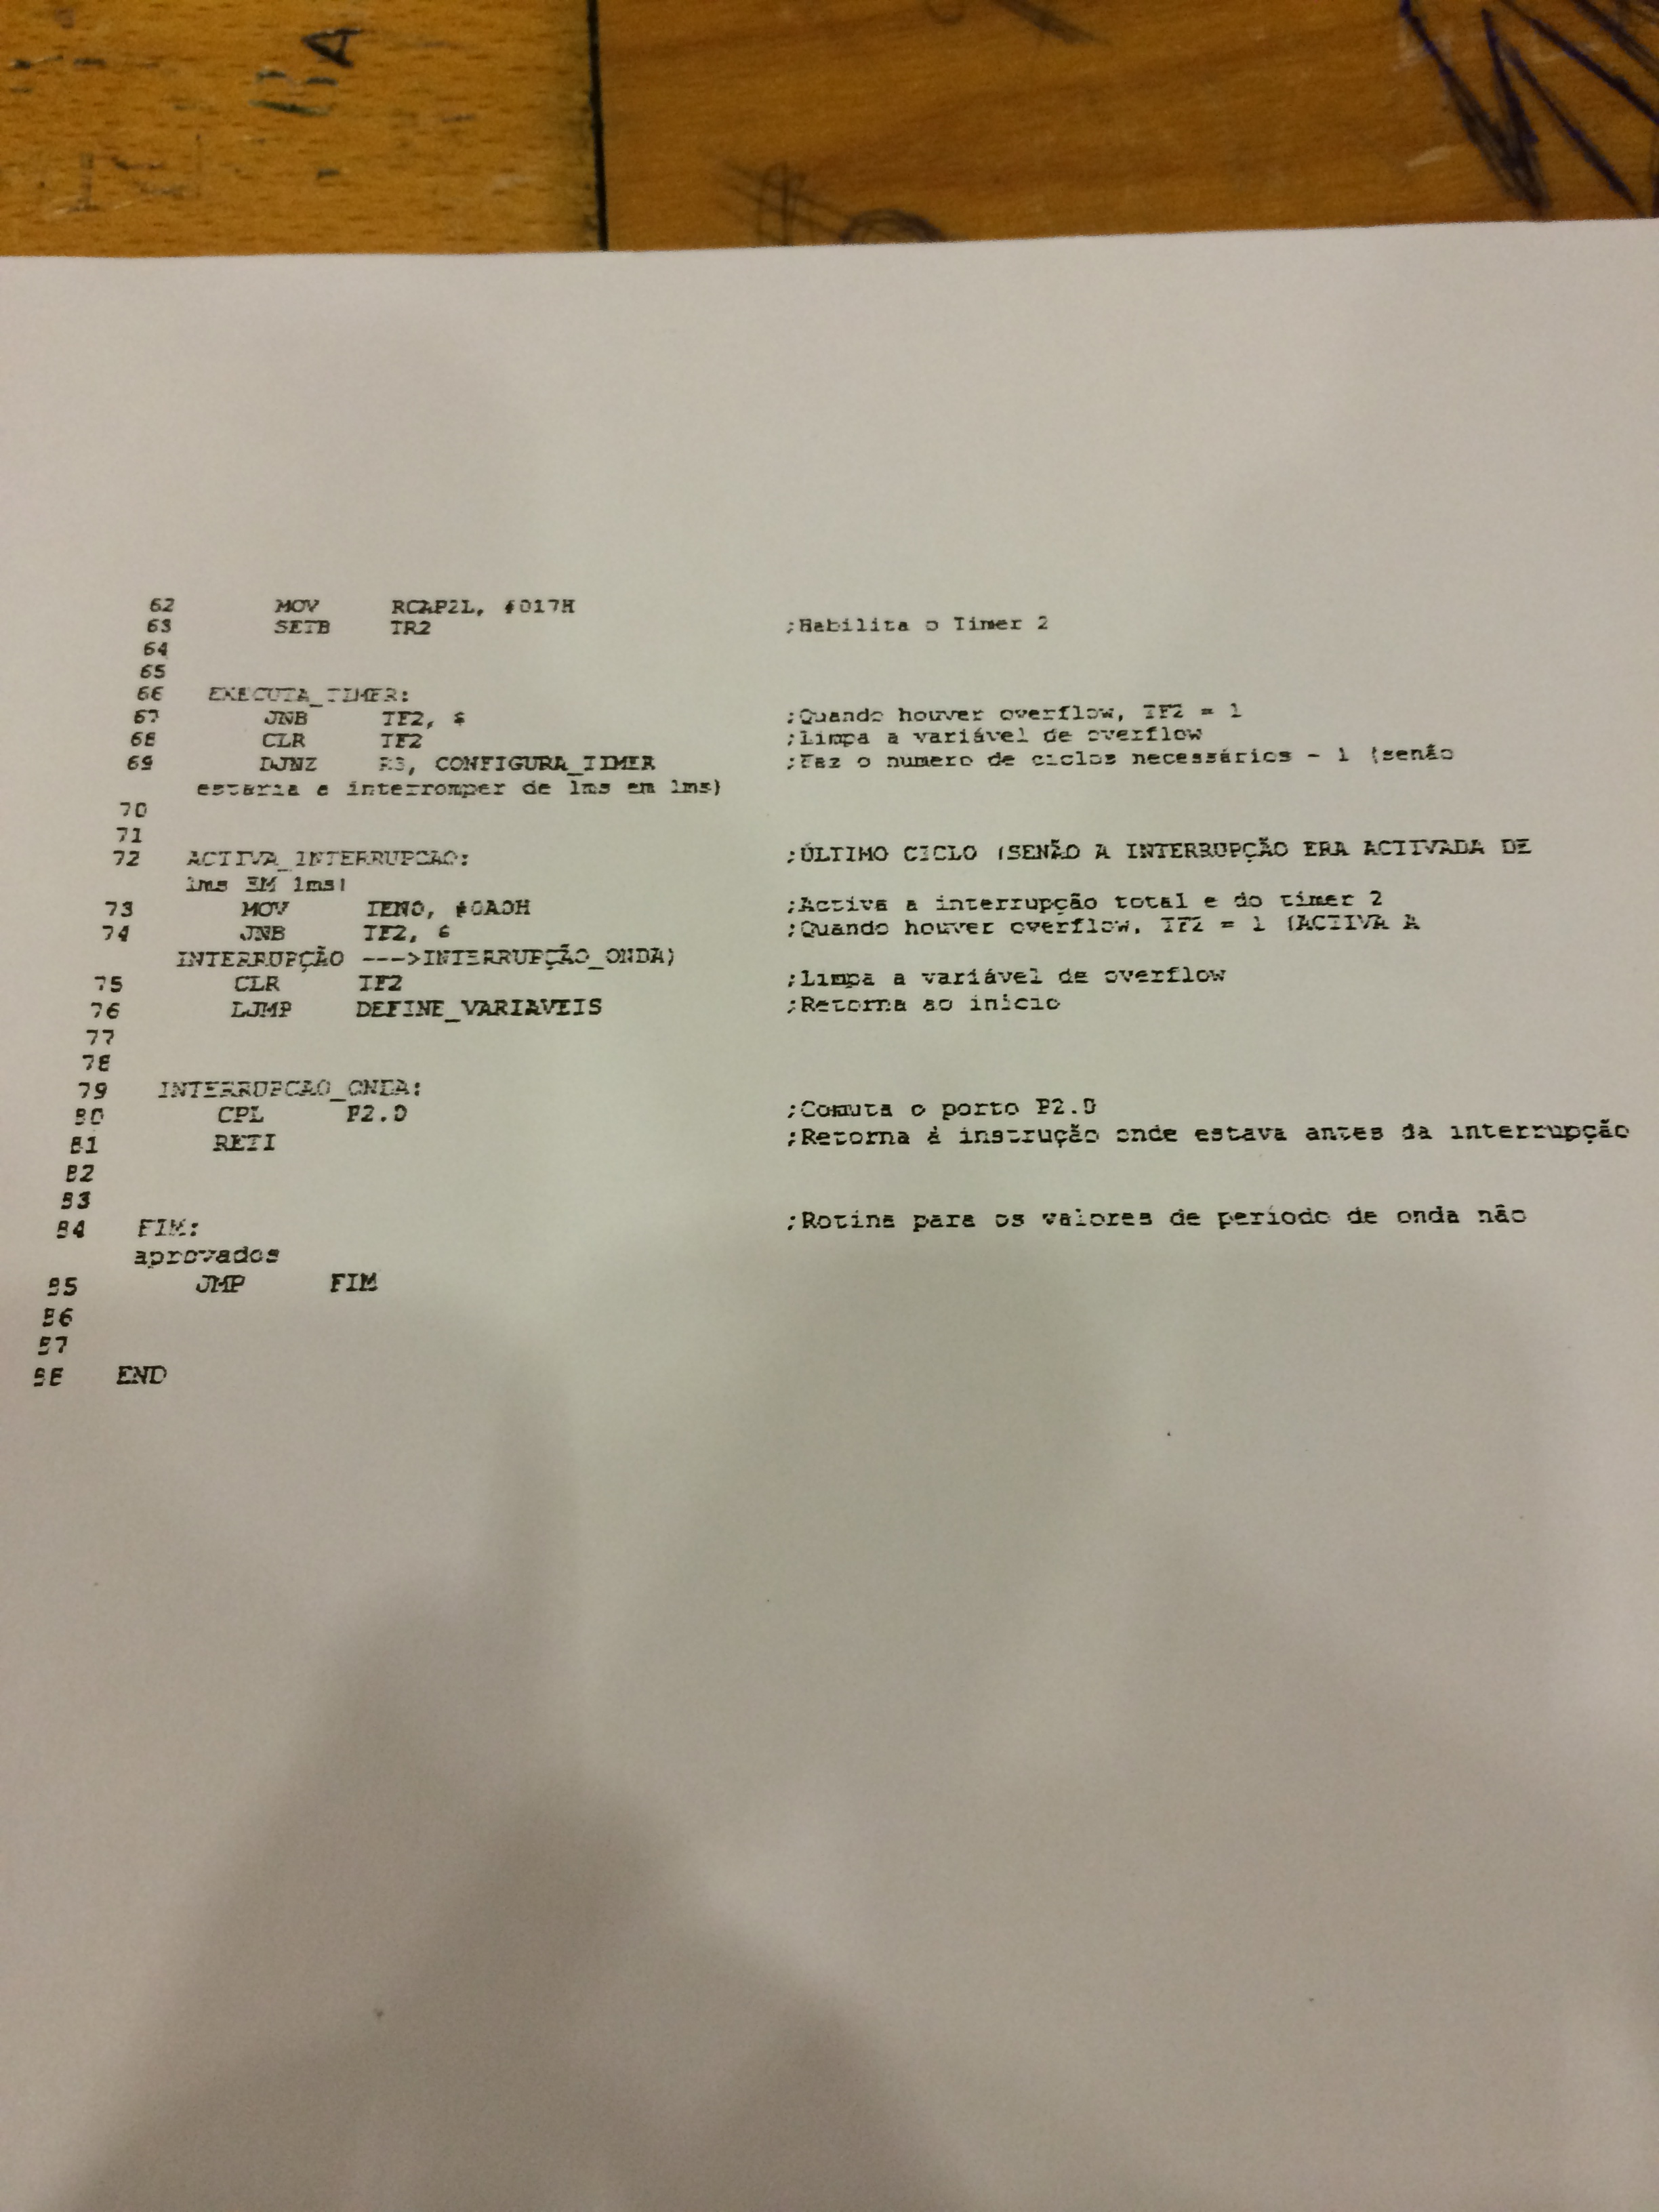 BA
62 MOV RCAP2L, #017H
63 SETB TR2 ;Habilita o Timer 2
64
65
66 EXECUTA_TIMER:
67 JNB TF2, $ ;Quando houver overflow, TF2 = 1
68 CLR TF2 ;Limpa a variável de overflow
69 DJNZ R3, CONFIGURA_TIMER ;Faz o numero de ciclos necessários - 1 (senão
estaria a interromper de 1ms em 1ms)
70
71
72 ACTIVA_INTERRUPCAO: ;ÚLTIMO CICLO (SENÃO A INTERRUPÇÃO ERA ACTIVADA DE
1ms EM 1ms)
73 MOV IEN0, #0A0H ;Activa a interrupção total e do timer 2
74 JNB TF2, $ ;Quando houver overflow, TF2 = 1 (ACTIVA A
INTERRUPÇÃO --->INTERRUPÇÃO_ONDA)
75 CLR TF2 ;Limpa a variável de overflow
76 LJMP DEFINE_VARIAVEIS ;Retorna ao inicio
77
78
79 INTERRUPCAO_ONDA:
80 CPL P2.0 ;Comuta o porto P2.0
81 RETI ;Retorna à instrução onde estava antes da interrupção
82
83
84 FIM: ;Rotina para os valores de periodo de onda não
aprovados
85 JMP FIM
86
87
88 END